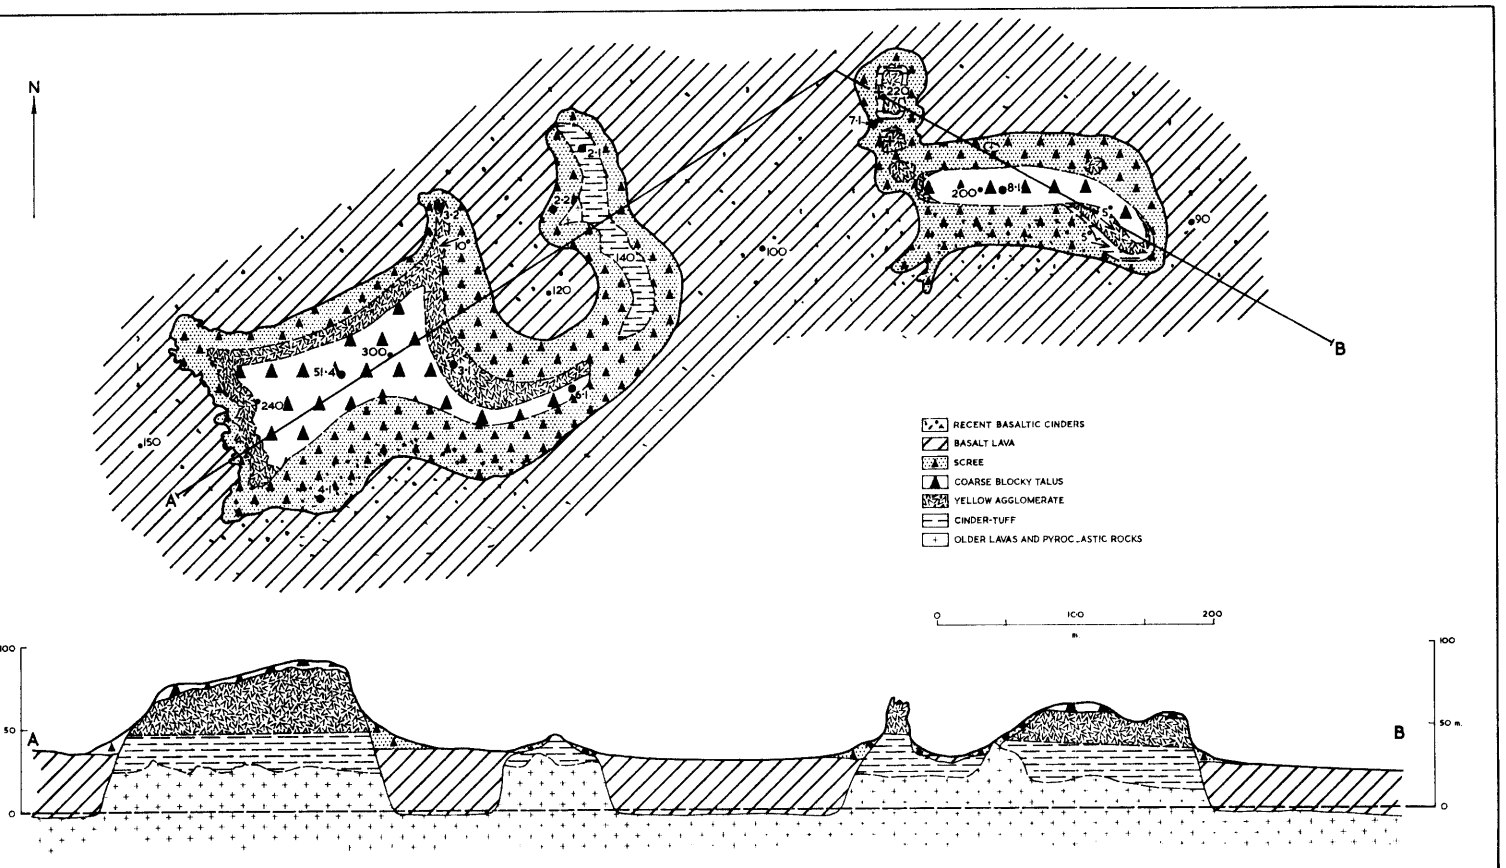 N
220
7·1
2·1
2·2
3·2
10°
200
8·1
5°
90
140
100
120
300
51·4
3·1
6·1
240
150
4·1
A
B
RECENT BASALTIC CINDERS
BASALT LAVA
SCREE
COARSE BLOCKY TALUS
YELLOW AGGLOMERATE
CINDER-TUFF
OLDER LAVAS AND PYROCLASTIC ROCKS
0 100 200
m.
100
50
0
A
100
50 m.
0
B